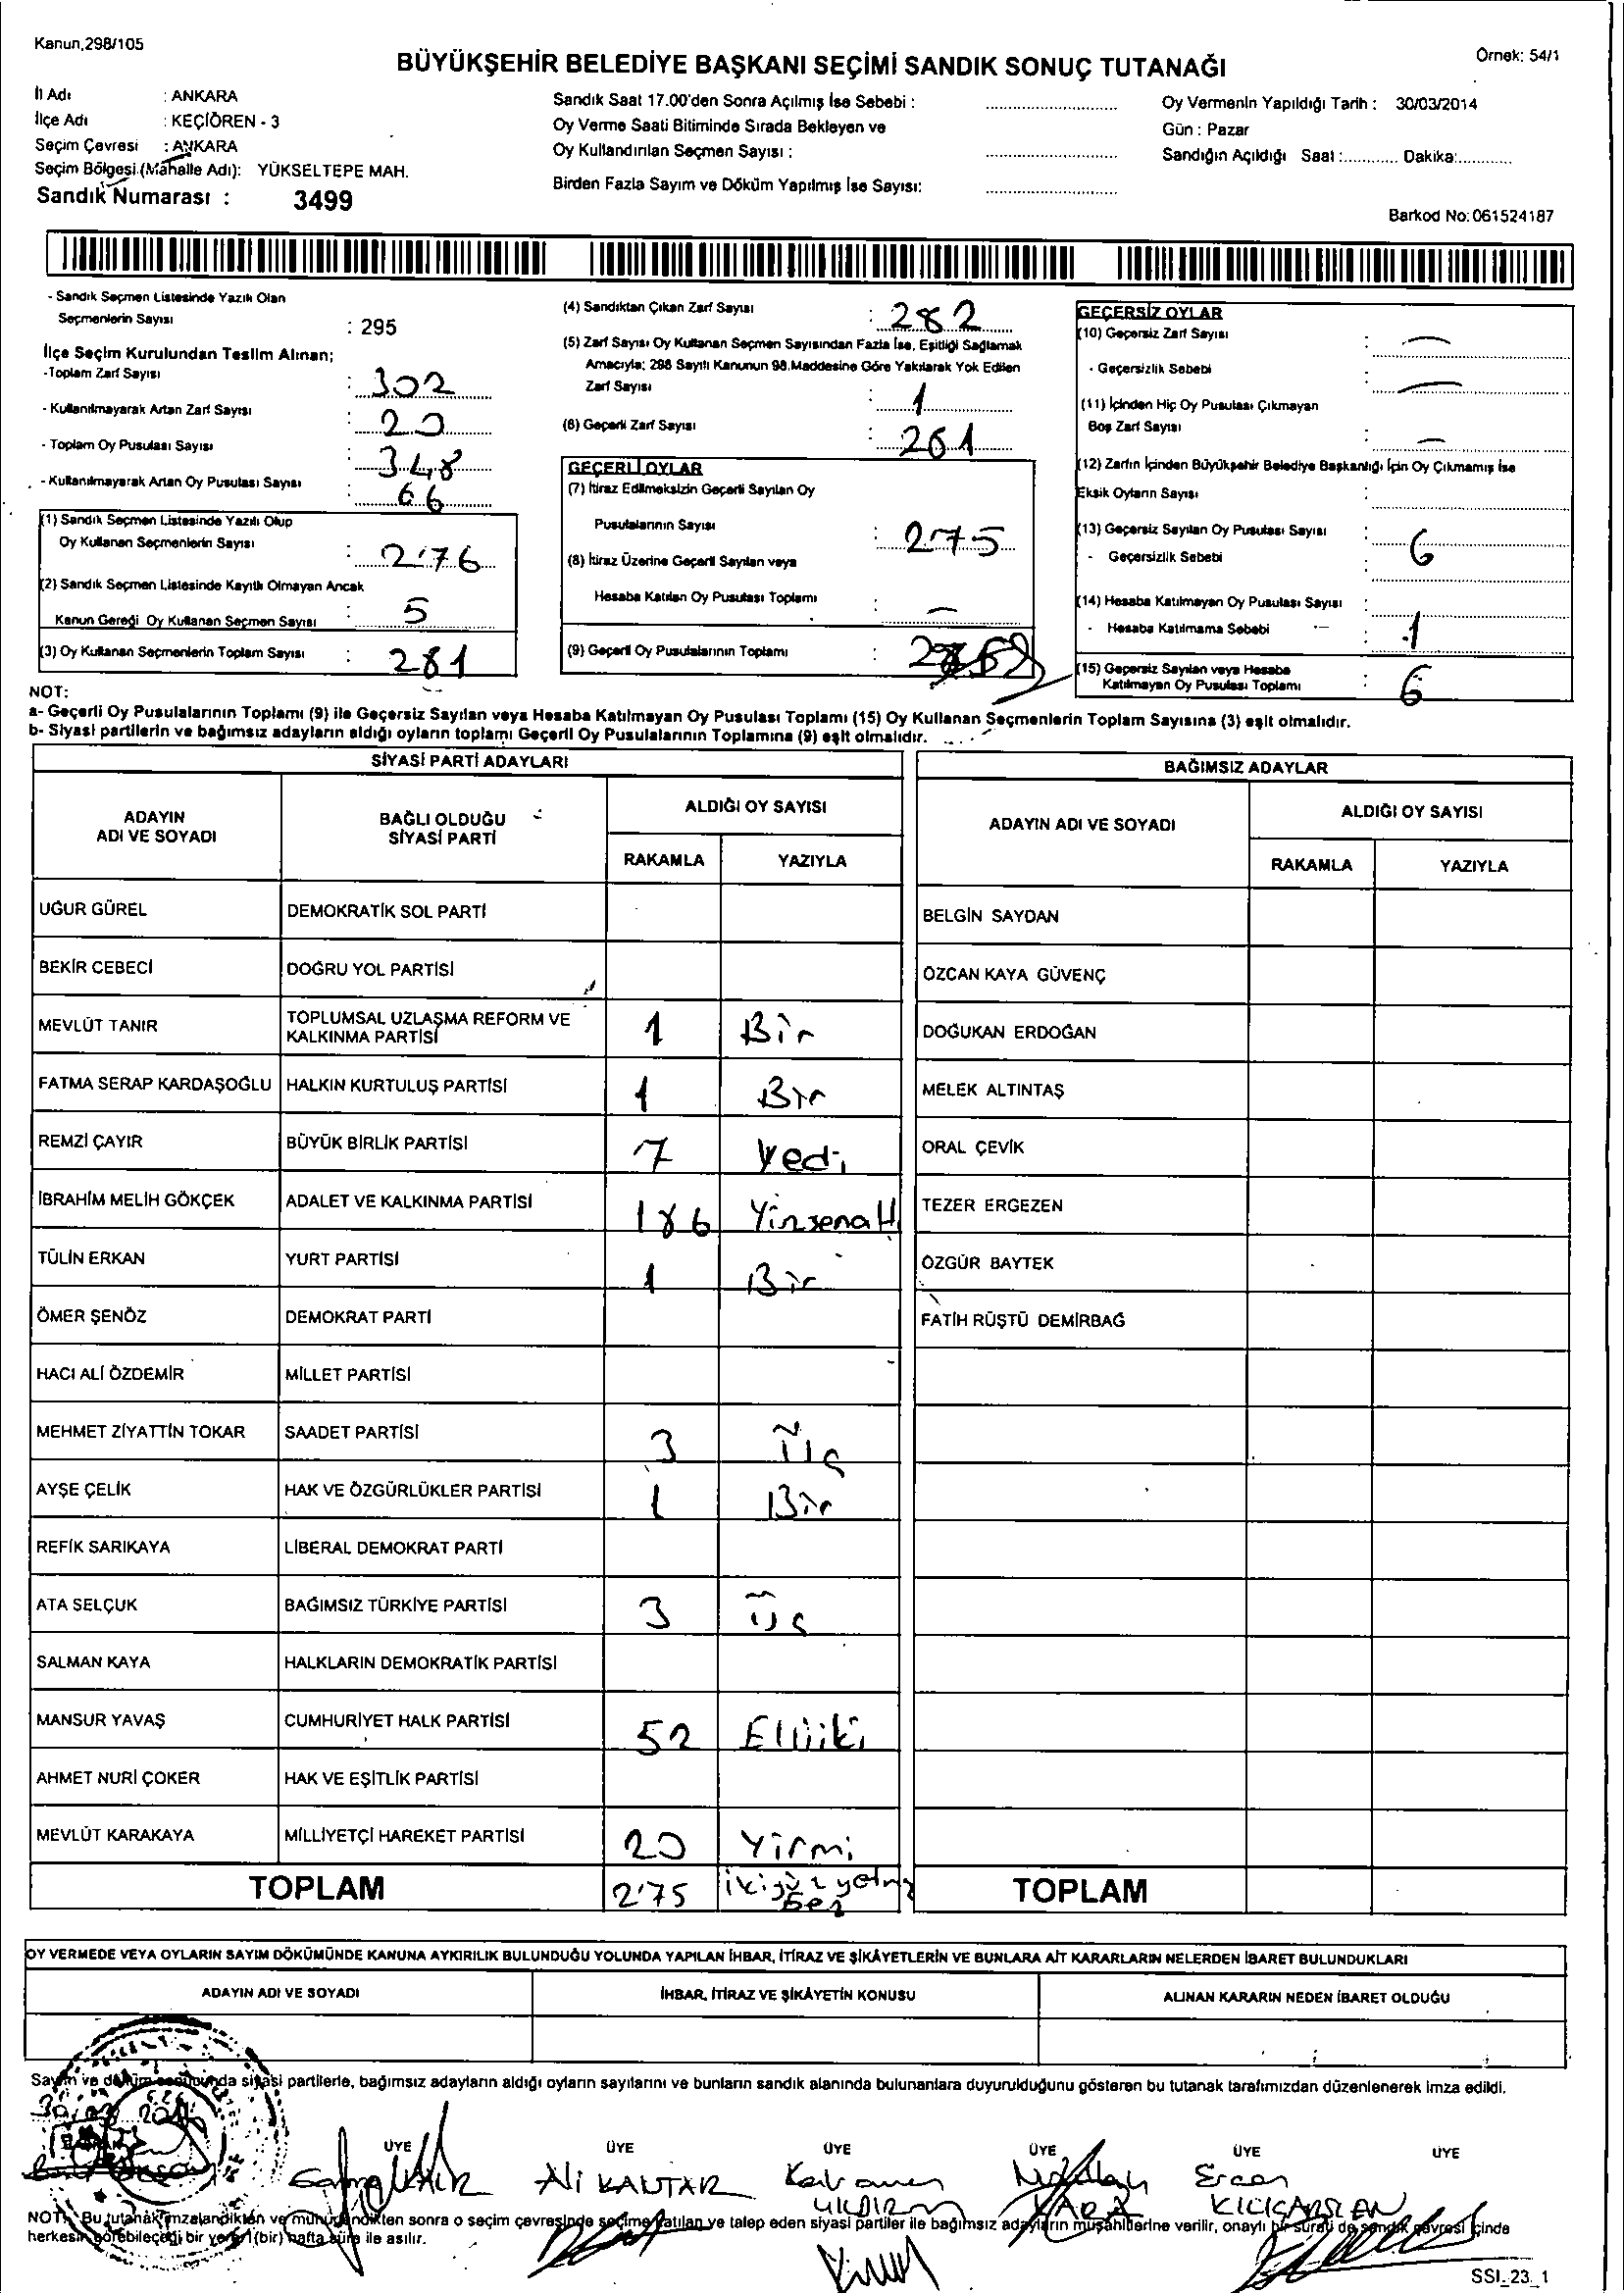 Kanun,298/105
Örnek: 54/1
BÜYÜKŞEHİR BELEDİYE BAŞKANI SEÇİMİ SANDIK SONUÇ TUTANAĞI
İl Adı : ANKARA
İlçe Adı : KEÇİÖREN - 3
Seçim Çevresi : ANKARA
Seçim Bölgesi (Mahalle Adı): YÜKSELTEPE MAH.
Sandık Numarası : 3499
Sandık Saat 17.00'den Sonra Açılmış İse Sebebi :
Oy Verme Saati Bitiminde Sırada Bekleyen ve
Oy Kullandırılan Seçmen Sayısı :
Birden Fazla Sayım ve Döküm Yapılmış İse Sayısı:
Oy Vermenin Yapıldığı Tarih : 30/03/2014
Gün : Pazar
Sandığın Açıldığı Saat :............ Dakika:............
Barkod No: 061524187
- Sandık Seçmen Listesinde Yazılı Olan
Seçmenlerin Sayısı : 295
İlçe Seçim Kurulundan Teslim Alınan;
-Toplam Zarf Sayısı : 302
- Kullanılmayarak Artan Zarf Sayısı : 20
- Toplam Oy Pusulası Sayısı : 348
- Kullanılmayarak Artan Oy Pusulası Sayısı : 66
(1) Sandık Seçmen Listesinde Yazılı Olup
Oy Kullanan Seçmenlerin Sayısı : 276
(2) Sandık Seçmen Listesinde Kayıtlı Olmayan Ancak
Kanun Gereği Oy Kullanan Seçmen Sayısı : 5
(3) Oy Kullanan Seçmenlerin Toplam Sayısı : 281
(4) Sandıktan Çıkan Zarf Sayısı : 282
(5) Zarf Sayısı Oy Kullanan Seçmen Sayısından Fazla İse, Eşitliği Sağlamak
Amacıyla; 298 Sayılı Kanunun 98.Maddesine Göre Yakılarak Yok Edilen
Zarf Sayısı : 1
(6) Geçerli Zarf Sayısı : 281
GEÇERLİ OYLAR
(7) İtiraz Edilmeksizin Geçerli Sayılan Oy
Pusulalarının Sayısı : 275
(8) İtiraz Üzerine Geçerli Sayılan veya
Hesaba Katılan Oy Pusulası Toplamı : —
(9) Geçerli Oy Pusulalarının Toplamı :
GEÇERSİZ OYLAR
(10) Geçersiz Zarf Sayısı : —
- Geçersizlik Sebebi : —
(11) İçinden Hiç Oy Pusulası Çıkmayan
Boş Zarf Sayısı : —
(12) Zarfın İçinden Büyükşehir Belediye Başkanlığı İçin Oy Çıkmamış İse
Eksik Oyların Sayısı :
(13) Geçersiz Sayılan Oy Pusulası Sayısı : 6
- Geçersizlik Sebebi :
(14) Hesaba Katılmayan Oy Pusulası Sayısı :
- Hesaba Katılmama Sebebi : 1
(15) Geçersiz Sayılan veya Hesaba
Katılmayan Oy Pusulası Toplamı : 6
NOT:
a- Geçerli Oy Pusulalarının Toplamı (9) ile Geçersiz Sayılan veya Hesaba Katılmayan Oy Pusulası Toplamı (15) Oy Kullanan Seçmenlerin Toplam Sayısına (3) eşit olmalıdır.
b- Siyasi partilerin ve bağımsız adayların aldığı oyların toplamı Geçerli Oy Pusulalarının Toplamına (9) eşit olmalıdır.
SİYASİ PARTİ ADAYLARI
ADAYIN ADI VE SOYADI
BAĞLI OLDUĞU SİYASİ PARTİ
ALDIĞI OY SAYISI
RAKAMLA YAZIYLA
UĞUR GÜREL DEMOKRATİK SOL PARTİ
BEKİR CEBECİ DOĞRU YOL PARTİSİ
MEVLÜT TANIR TOPLUMSAL UZLAŞMA REFORM VE KALKINMA PARTİSİ 1 Bir
FATMA SERAP KARDAŞOĞLU HALKIN KURTULUŞ PARTİSİ 1 Bir
REMZİ ÇAYIR BÜYÜK BİRLİK PARTİSİ 7 Yedi
İBRAHİM MELİH GÖKÇEK ADALET VE KALKINMA PARTİSİ 186
TÜLİN ERKAN YURT PARTİSİ 1 Bir
ÖMER ŞENÖZ DEMOKRAT PARTİ
HACI ALİ ÖZDEMİR MİLLET PARTİSİ
MEHMET ZİYATTİN TOKAR SAADET PARTİSİ 3 Üç
AYŞE ÇELİK HAK VE ÖZGÜRLÜKLER PARTİSİ 1 Bir
REFİK SARIKAYA LİBERAL DEMOKRAT PARTİ
ATA SELÇUK BAĞIMSIZ TÜRKİYE PARTİSİ 3 Üç
SALMAN KAYA HALKLARIN DEMOKRATİK PARTİSİ
MANSUR YAVAŞ CUMHURİYET HALK PARTİSİ 52 Elliiki
AHMET NURİ ÇOKER HAK VE EŞİTLİK PARTİSİ
MEVLÜT KARAKAYA MİLLİYETÇİ HAREKET PARTİSİ 20 Yirmi
TOPLAM 275
BAĞIMSIZ ADAYLAR
ADAYIN ADI VE SOYADI
ALDIĞI OY SAYISI
RAKAMLA YAZIYLA
BELGİN SAYDAN
ÖZCAN KAYA GÜVENÇ
DOĞUKAN ERDOĞAN
MELEK ALTINTAŞ
ORAL ÇEVİK
TEZER ERGEZEN
ÖZGÜR BAYTEK
FATİH RÜŞTÜ DEMİRBAĞ
TOPLAM
OY VERMEDE VEYA OYLARIN SAYIM DÖKÜMÜNDE KANUNA AYKIRILIK BULUNDUĞU YOLUNDA YAPILAN İHBAR, İTİRAZ VE ŞİKÂYETLERİN VE BUNLARA AİT KARARLARIN NELERDEN İBARET BULUNDUKLARI
ADAYIN ADI VE SOYADI İHBAR, İTİRAZ VE ŞİKÂYETİN KONUSU ALINAN KARARIN NEDEN İBARET OLDUĞU
Sayım ve döküm sonucunda siyasi partilerle, bağımsız adayların aldığı oyların sayılarını ve bunların sandık alanında bulunanlara duyurulduğunu gösteren bu tutanak tarafımızdan düzenlenerek imza edildi.
ÜYE ÜYE ÜYE ÜYE ÜYE ÜYE
Ali KANTAR Kahraman Ercan
YILDIRIM KARA KILIÇARSLAN
NOT: Bu tutanak imzalandıktan ve mühürlendikten sonra o seçim çevresinde seçime katılan ve talep eden siyasi partiler ile bağımsız adayların müşahitlerine verilir, onaylı bir sureti de sandık çevresi içinde
herkesin görebileceği bir yere 1 (bir) hafta süre ile asılır.
SSI_23_1